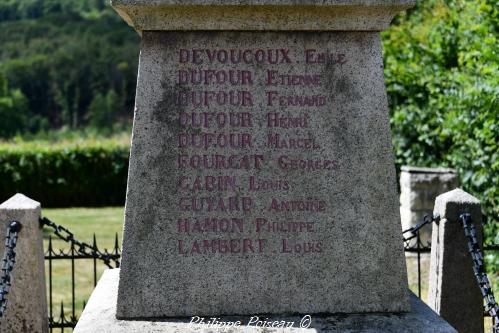 DEVOUCOUX EMILE
DUFOUR ETIENNE
DUFOUR FERNAND
DUFOUR HENRI
DUFOUR MARCEL
FOURCAT GEORGES
GABIN LOUIS
GUYARD ANTOINE
HAMON PHILIPPE
LAMBERT LOUIS
Philippe Poiseau ©